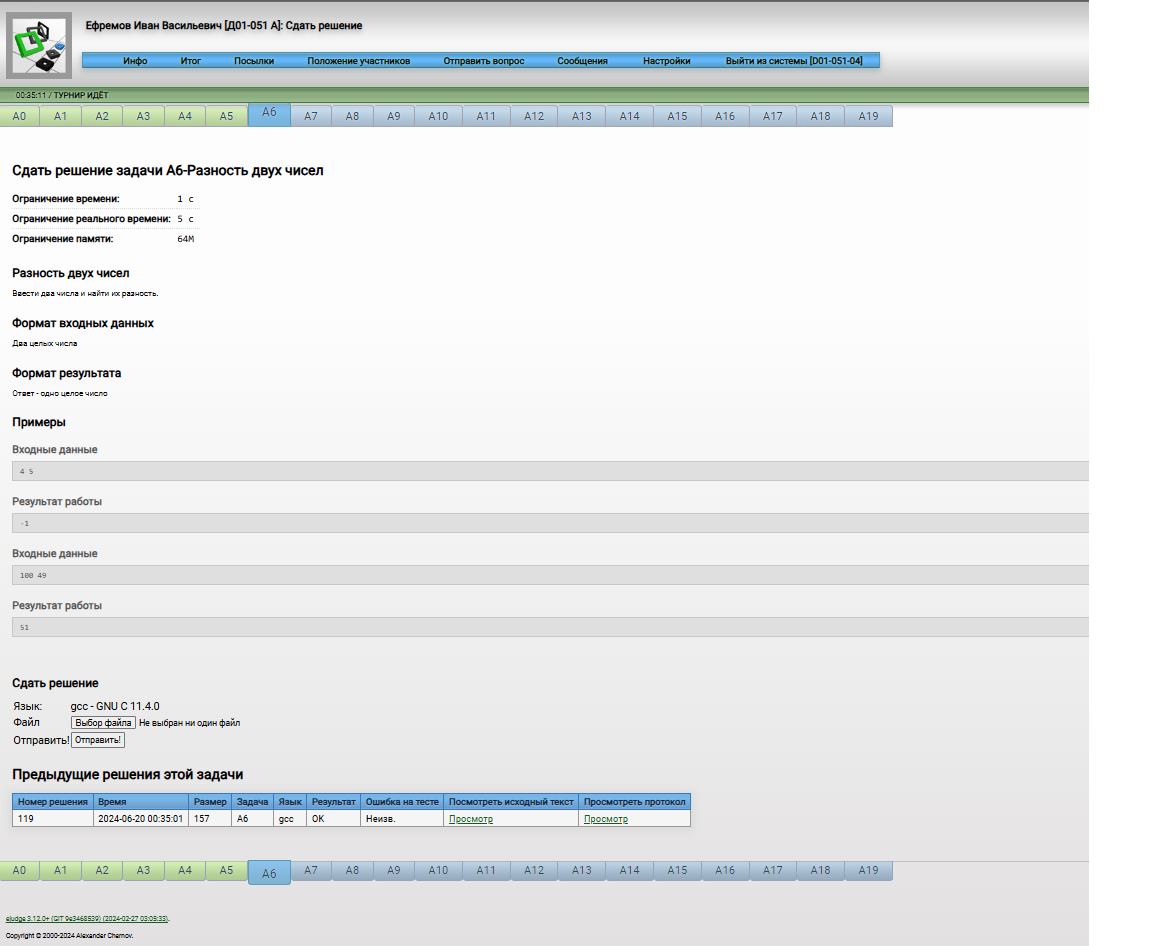 Ефремов Иван Васильевич [Д01-051 А]: Сдать решение
Инфо Итог Посылки Положение участников Отправить вопрос Сообщения Настройки Выйти из системы [D01-051-04]
00:35:11 / ТУРНИР ИДЁТ
A0 A1 A2 A3 A4 A5 A6 A7 A8 A9 A10 A11 A12 A13 A14 A15 A16 A17 A18 A19
Сдать решение задачи A6-Разность двух чисел
Ограничение времени: 1 с
Ограничение реального времени: 5 с
Ограничение памяти: 64M
Разность двух чисел
Ввести два числа и найти их разность.
Формат входных данных
Два целых числа
Формат результата
Ответ - одно целое число
Примеры
Входные данные
4 5
Результат работы
-1
Входные данные
100 49
Результат работы
51
Сдать решение
Язык: gcc - GNU C 11.4.0
Файл Выбор файла Не выбран ни один файл
Отправить! Отправить!
Предыдущие решения этой задачи
Номер решения Время Размер Задача Язык Результат Ошибка на тесте Посмотреть исходный текст Просмотреть протокол
119 2024-06-20 00:35:01 157 A6 gcc OK Неизв. Просмотр Просмотр
A0 A1 A2 A3 A4 A5 A6 A7 A8 A9 A10 A11 A12 A13 A14 A15 A16 A17 A18 A19
ejudge 3.12.0+ (GIT 9e3468539) (2024-02-27 03:05:33).
Copyright © 2000-2024 Alexander Chernov.